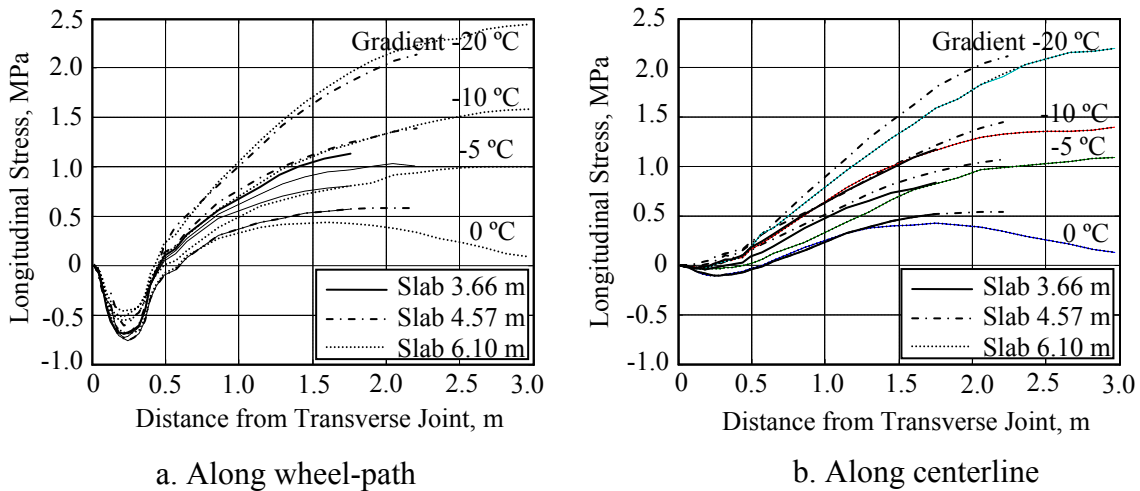 2.5
2.0
1.5
1.0
0.5
0
-0.5
-1.0
Longitudinal Stress, MPa
Gradient -20 ºC
-10 ºC
-5 ºC
0 ºC
Slab 3.66 m
Slab 4.57 m
Slab 6.10 m
0 0.5 1.0 1.5 2.0 2.5 3.0
Distance from Transverse Joint, m
a. Along wheel-path
2.5
2.0
1.5
1.0
0.5
0
-0.5
-1.0
Longitudinal Stress, MPa
Gradient -20 ºC
-10 ºC
-5 ºC
0 ºC
Slab 3.66 m
Slab 4.57 m
Slab 6.10 m
0 0.5 1.0 1.5 2.0 2.5 3.0
Distance from Transverse Joint, m
b. Along centerline